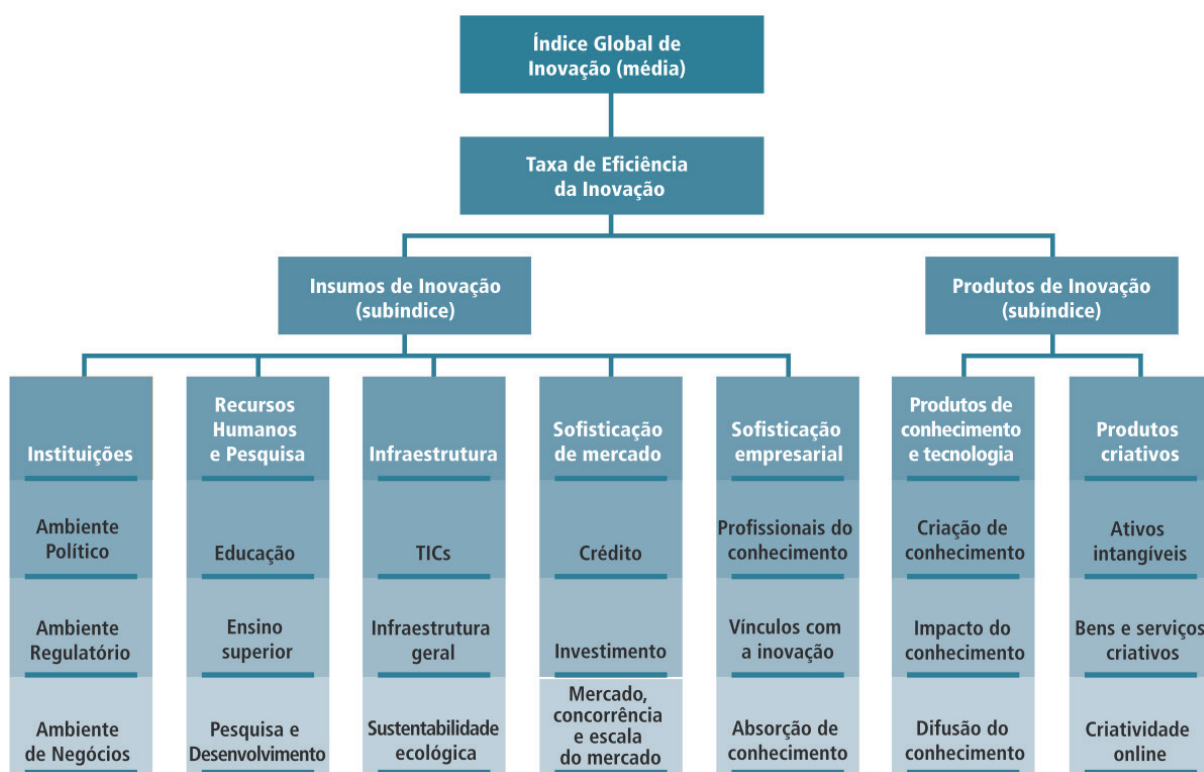 Índice Global de
Inovação (média)
Taxa de Eficiência
da Inovação
Insumos de Inovação
(subíndice)
Produtos de Inovação
(subíndice)
Instituições
Recursos
Humanos
e Pesquisa
Infraestrutura
Sofisticação
de mercado
Sofisticação
empresarial
Produtos de
conhecimento
e tecnologia
Produtos
criativos
Ambiente
Político
Educação
TICs
Crédito
Profissionais do
conhecimento
Criação de
conhecimento
Ativos
intangíveis
Ambiente
Regulatório
Ensino
superior
Infraestrutura
geral
Investimento
Vínculos com
a inovação
Impacto do
conhecimento
Bens e serviços
criativos
Ambiente
de Negócios
Pesquisa e
Desenvolvimento
Sustentabilidade
ecológica
Mercado,
concorrência
e escala
do mercado
Absorção de
conhecimento
Difusão do
conhecimento
Criatividade
online